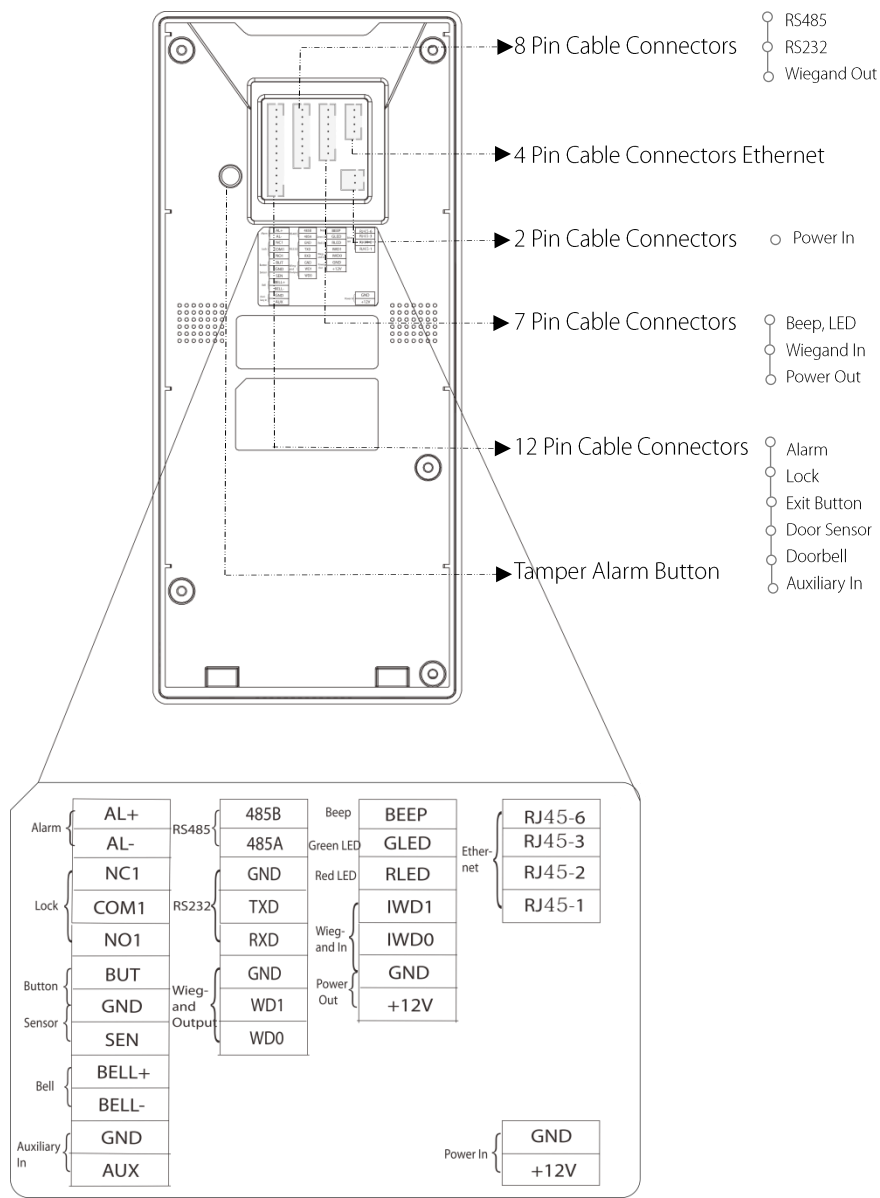 8 Pin Cable Connectors
RS485
RS232
Wiegand Out
4 Pin Cable Connectors Ethernet
2 Pin Cable Connectors
Power In
7 Pin Cable Connectors
Beep, LED
Wiegand In
Power Out
12 Pin Cable Connectors
Alarm
Lock
Exit Button
Door Sensor
Doorbell
Auxiliary In
Tamper Alarm Button
Alarm
AL+
AL-
Lock
NC1
COM1
NO1
Button
BUT
GND
Sensor
SEN
Bell
BELL+
BELL-
Auxiliary
In
GND
AUX
RS485
485B
485A
RS232
GND
TXD
RXD
Wieg-
and
Output
GND
WD1
WD0
Beep
BEEP
Green LED
GLED
Red LED
RLED
Wieg-
and In
IWD1
IWD0
Power
Out
GND
+12V
Ether-
net
RJ45-6
RJ45-3
RJ45-2
RJ45-1
Power In
GND
+12V